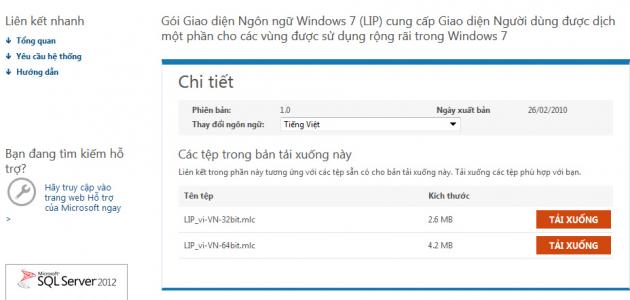 Liên kết nhanh
Tổng quan
Yêu cầu hệ thống
Hướng dẫn
Bạn đang tìm kiếm hỗ
trợ?
Hãy truy cập vào
trang web Hỗ trợ
của Microsoft ngay
>
Microsoft
SQL Server 2012
Gói Giao diện Ngôn ngữ Windows 7 (LIP) cung cấp Giao diện Người dùng được dịch
một phần cho các vùng được sử dụng rộng rãi trong Windows 7
Chi tiết
Phiên bản: 1.0 Ngày xuất bản 26/02/2010
Thay đổi ngôn ngữ: Tiếng Việt
Các tệp trong bản tải xuống này
Liên kết trong phần này tương ứng với các tệp sẵn có cho bản tải xuống này. Tải xuống các tệp phù hợp với bạn.
Tên tệp Kích thước
LIP_vi-VN-32bit.mlc 2.6 MB TẢI XUỐNG
LIP_vi-VN-64bit.mlc 4.2 MB TẢI XUỐNG